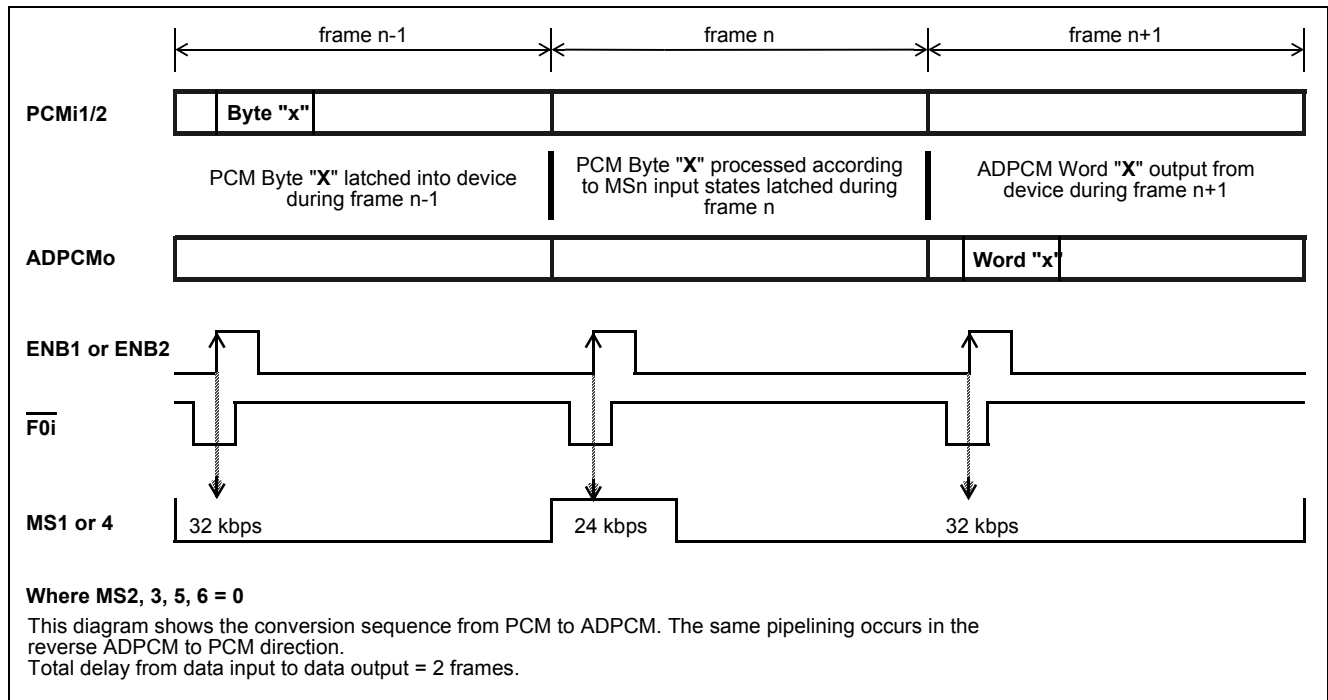 frame n-1
frame n
frame n+1
PCMi1/2
Byte "x"
PCM Byte "X" latched into device
during frame n-1
PCM Byte "X" processed according
to MSn input states latched during
frame n
ADPCM Word "X" output from
device during frame n+1
ADPCMo
Word "x"
ENB1 or ENB2
F0i
MS1 or 4
32 kbps
24 kbps
32 kbps
Where MS2, 3, 5, 6 = 0
This diagram shows the conversion sequence from PCM to ADPCM. The same pipelining occurs in the
reverse ADPCM to PCM direction.
Total delay from data input to data output = 2 frames.